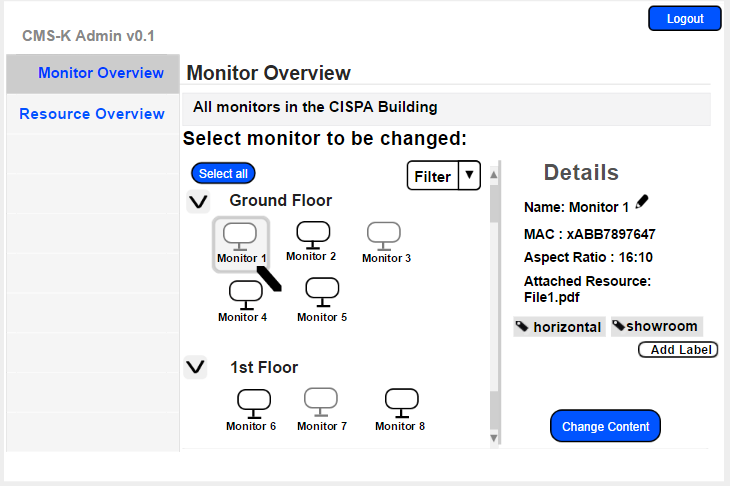 Logout
CMS-K Admin v0.1
Monitor Overview
Resource Overview
Monitor Overview
All monitors in the CISPA Building
Select monitor to be changed:
Select all
Filter
Ground Floor
Monitor 1
Monitor 2
Monitor 3
Monitor 4
Monitor 5
1st Floor
Monitor 6
Monitor 7
Monitor 8
Details
Name: Monitor 1
MAC : xABB7897647
Aspect Ratio : 16:10
Attached Resource:
File1.pdf
horizontal
showroom
Add Label
Change Content